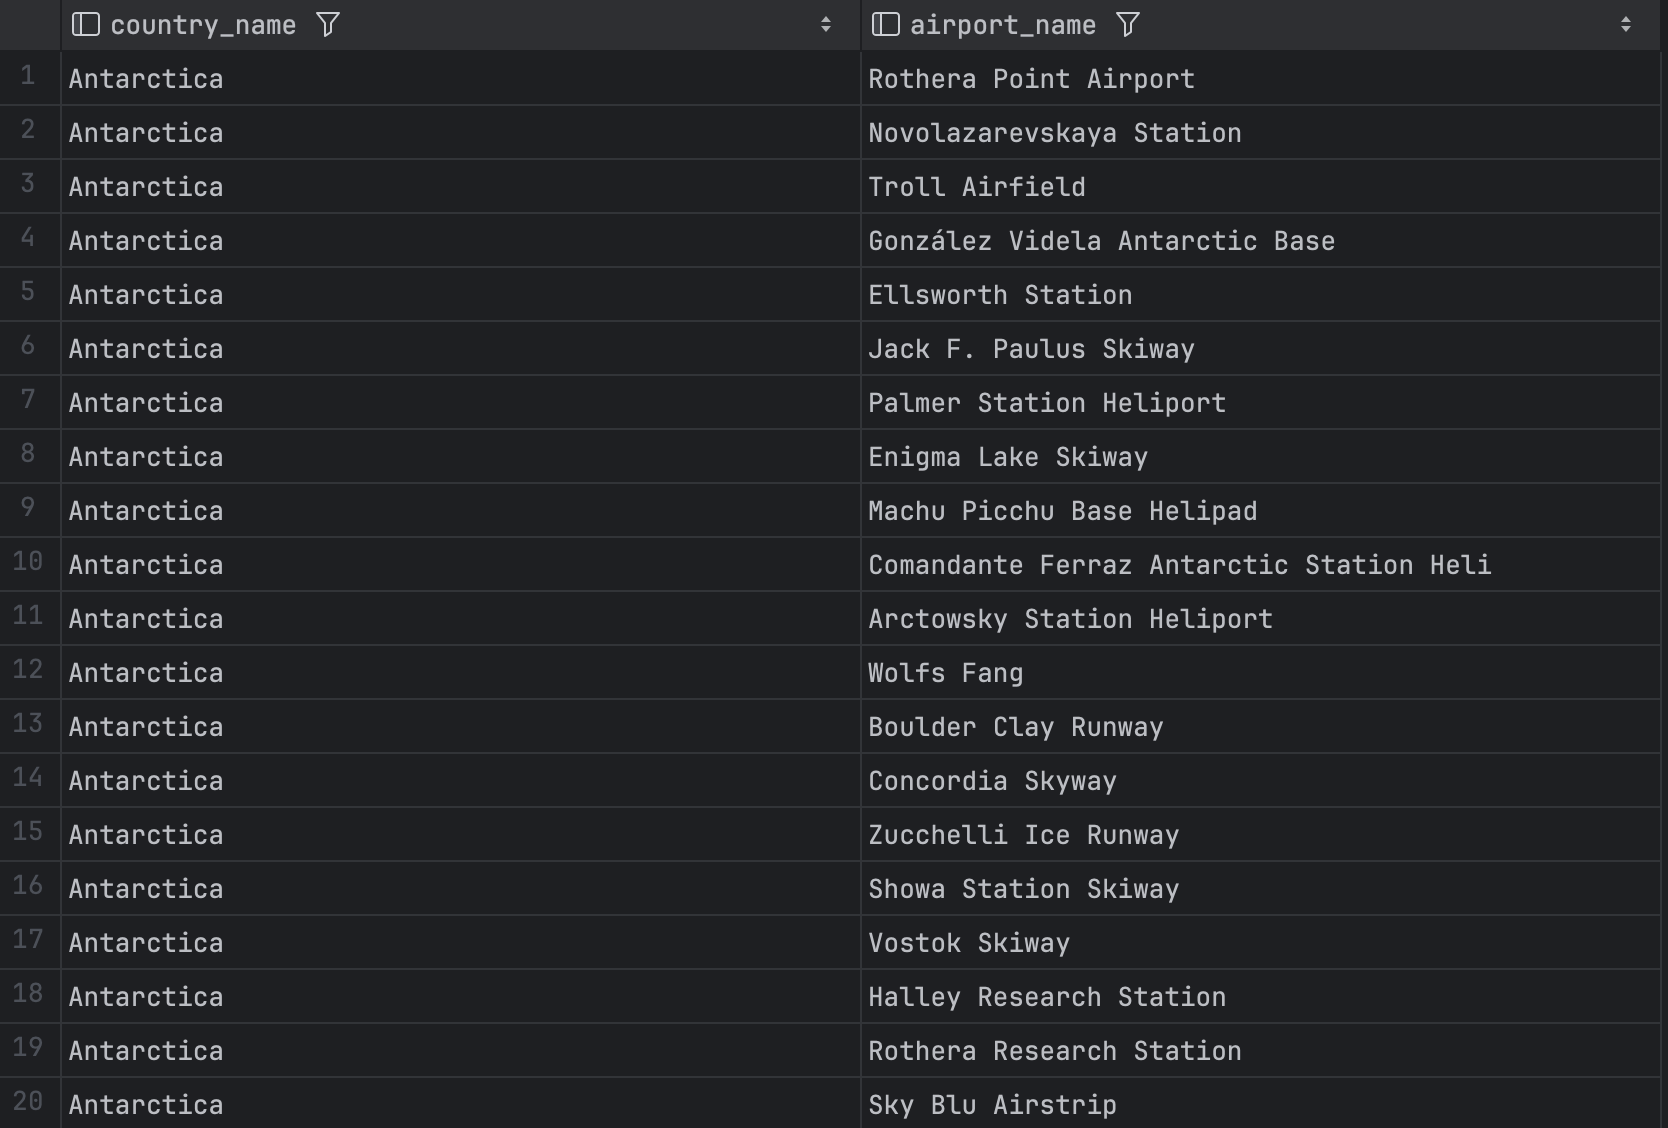 country_name airport_name
1 Antarctica Rothera Point Airport
2 Antarctica Novolazarevskaya Station
3 Antarctica Troll Airfield
4 Antarctica González Videla Antarctic Base
5 Antarctica Ellsworth Station
6 Antarctica Jack F. Paulus Skiway
7 Antarctica Palmer Station Heliport
8 Antarctica Enigma Lake Skiway
9 Antarctica Machu Picchu Base Helipad
10 Antarctica Comandante Ferraz Antarctic Station Heli
11 Antarctica Arctowsky Station Heliport
12 Antarctica Wolfs Fang
13 Antarctica Boulder Clay Runway
14 Antarctica Concordia Skyway
15 Antarctica Zucchelli Ice Runway
16 Antarctica Showa Station Skiway
17 Antarctica Vostok Skiway
18 Antarctica Halley Research Station
19 Antarctica Rothera Research Station
20 Antarctica Sky Blu Airstrip